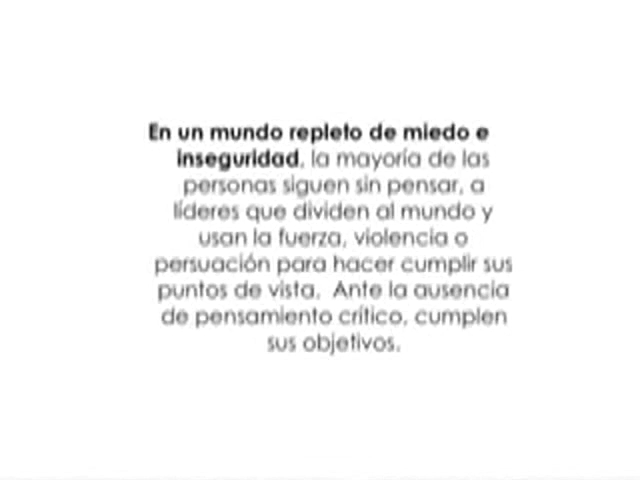 En un mundo repleto de miedo e
inseguridad, la mayoría de las
personas siguen sin pensar, a
líderes que dividen al mundo y
usan la fuerza, violencia o
persuación para hacer cumplir sus
puntos de vista. Ante la ausencia
de pensamiento crítico, cumplen
sus objetivos.